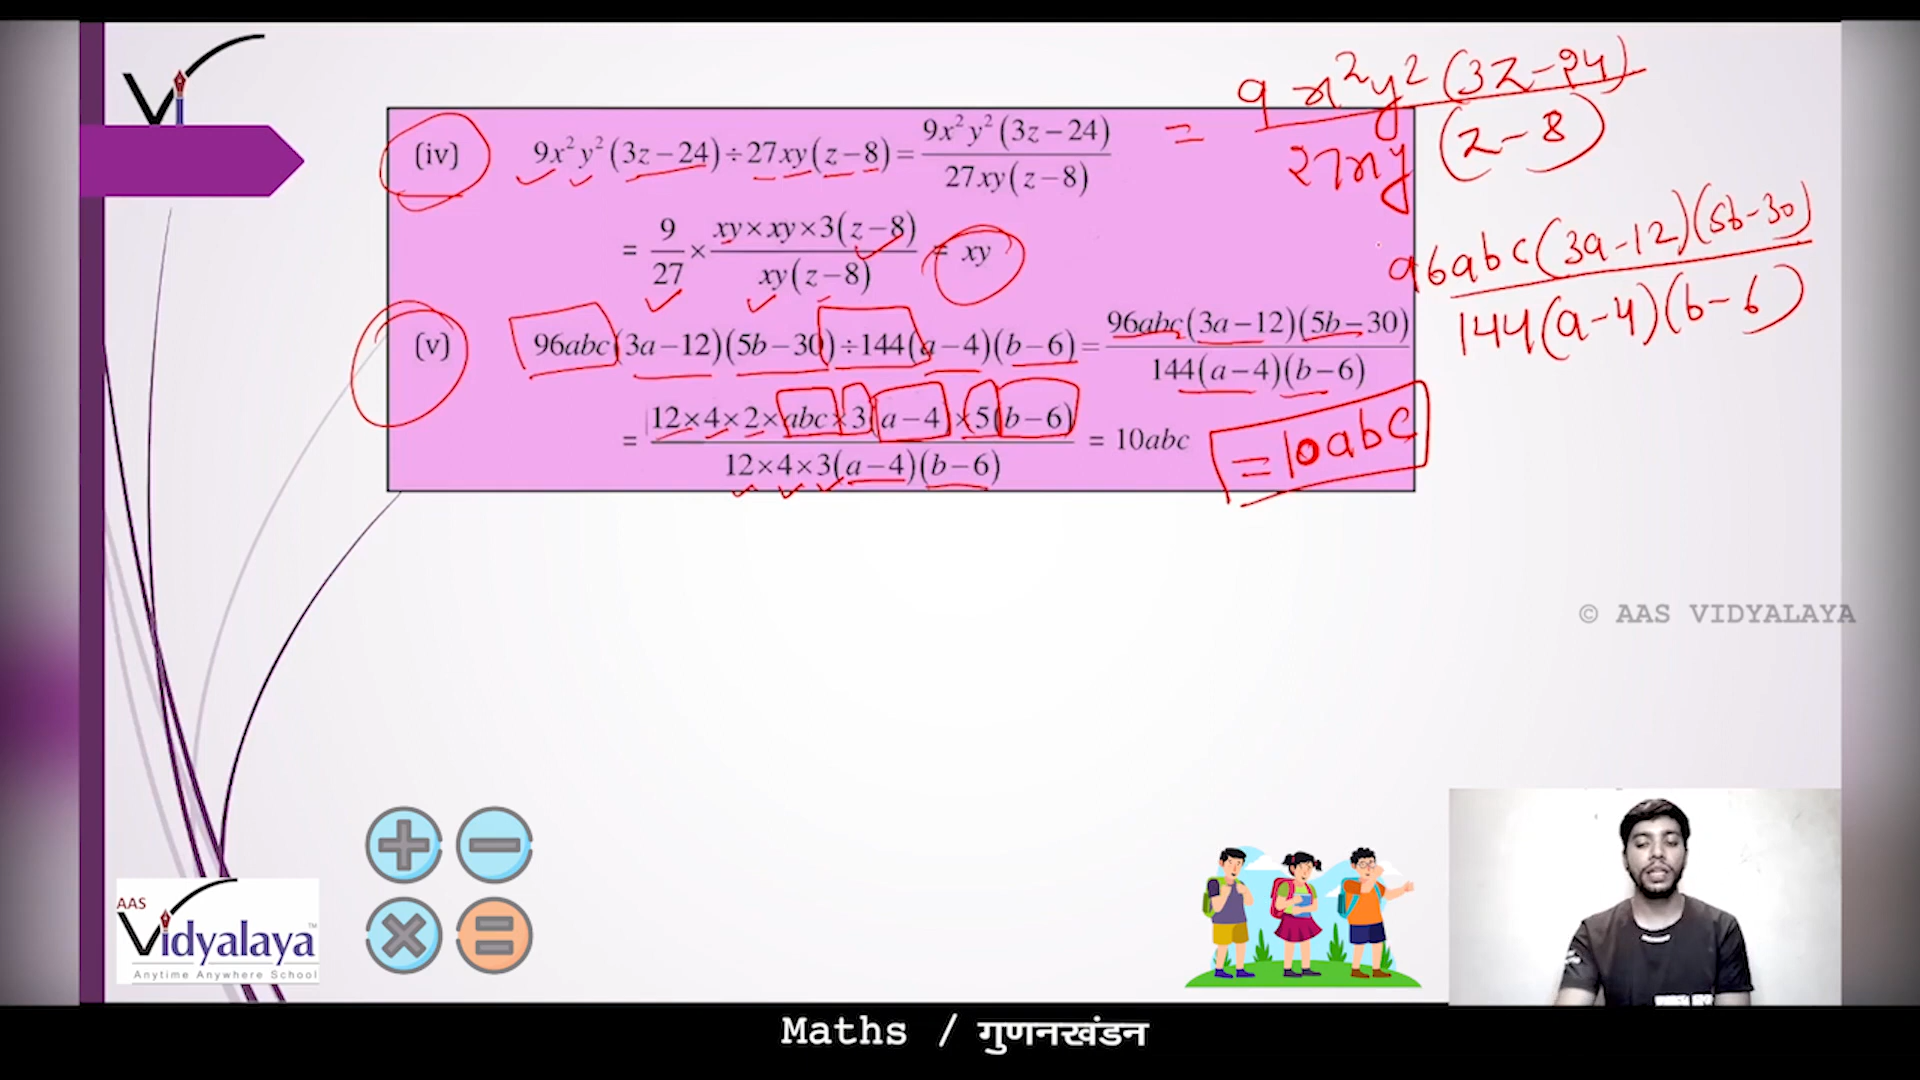 (iv) 9x²y²(3z−24)÷27xy(z−8) = 9x²y²(3z−24) / 27xy(z−8)
= 9/27 × xy×xy×3(z−8) / xy(z−8) = xy
(v) 96abc(3a−12)(5b−30)÷144(a−4)(b−6) = 96abc(3a−12)(5b−30) / 144(a−4)(b−6)
= 12×4×2×abc×3(a−4)×5(b−6) / 12×4×3(a−4)(b−6) = 10abc
= 9x²y²(3z−24) / 27xy(z−8)
96abc(3a−12)(5b−30) / 144(a−4)(b−6)
=10abc
© AAS VIDYALAYA
AAS
Vidyalaya™
Anytime Anywhere School
Maths / गुणनखंडन